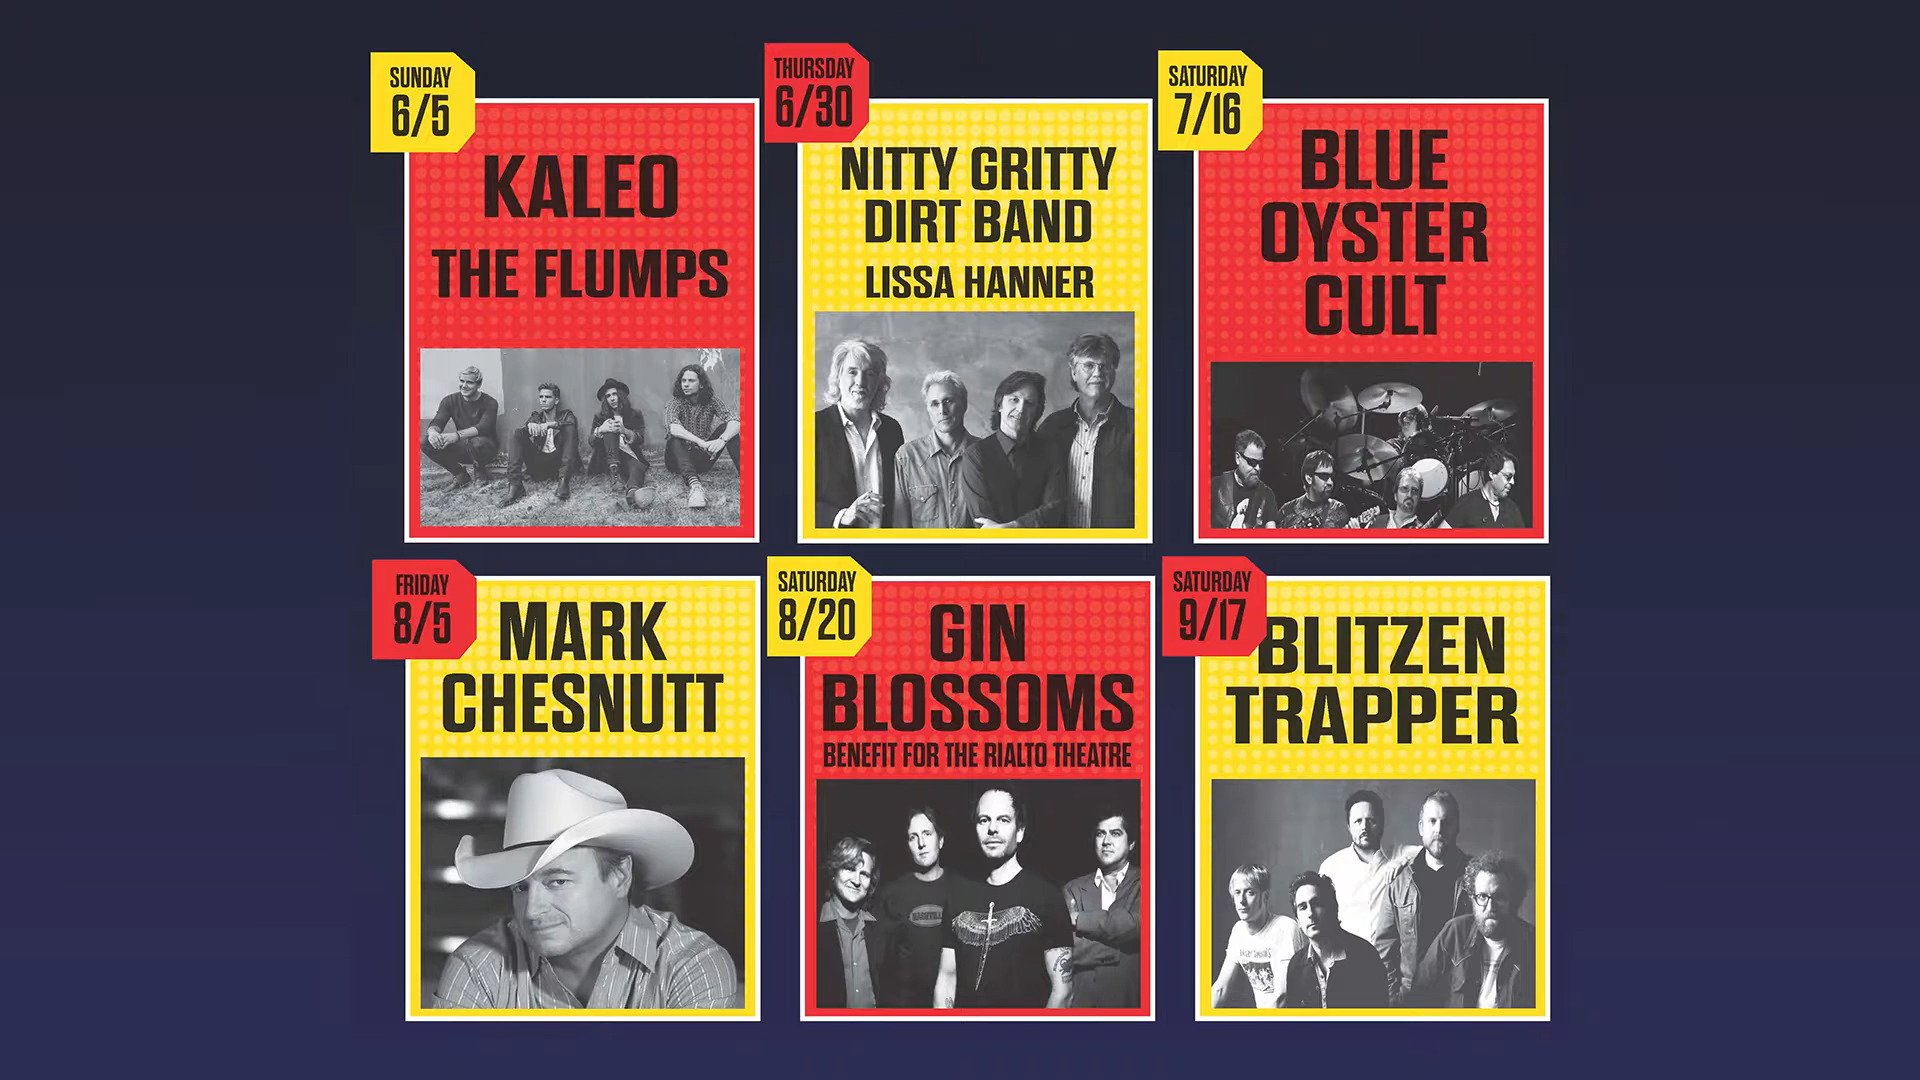 SUNDAY
6/5
KALEO
THE FLUMPS
THURSDAY
6/30
NITTY GRITTY
DIRT BAND
LISSA HANNER
SATURDAY
7/16
BLUE
OYSTER
CULT
FRIDAY
8/5
MARK
CHESNUTT
SATURDAY
8/20
GIN
BLOSSOMS
BENEFIT FOR THE RIALTO THEATRE
SATURDAY
9/17
BLITZEN
TRAPPER